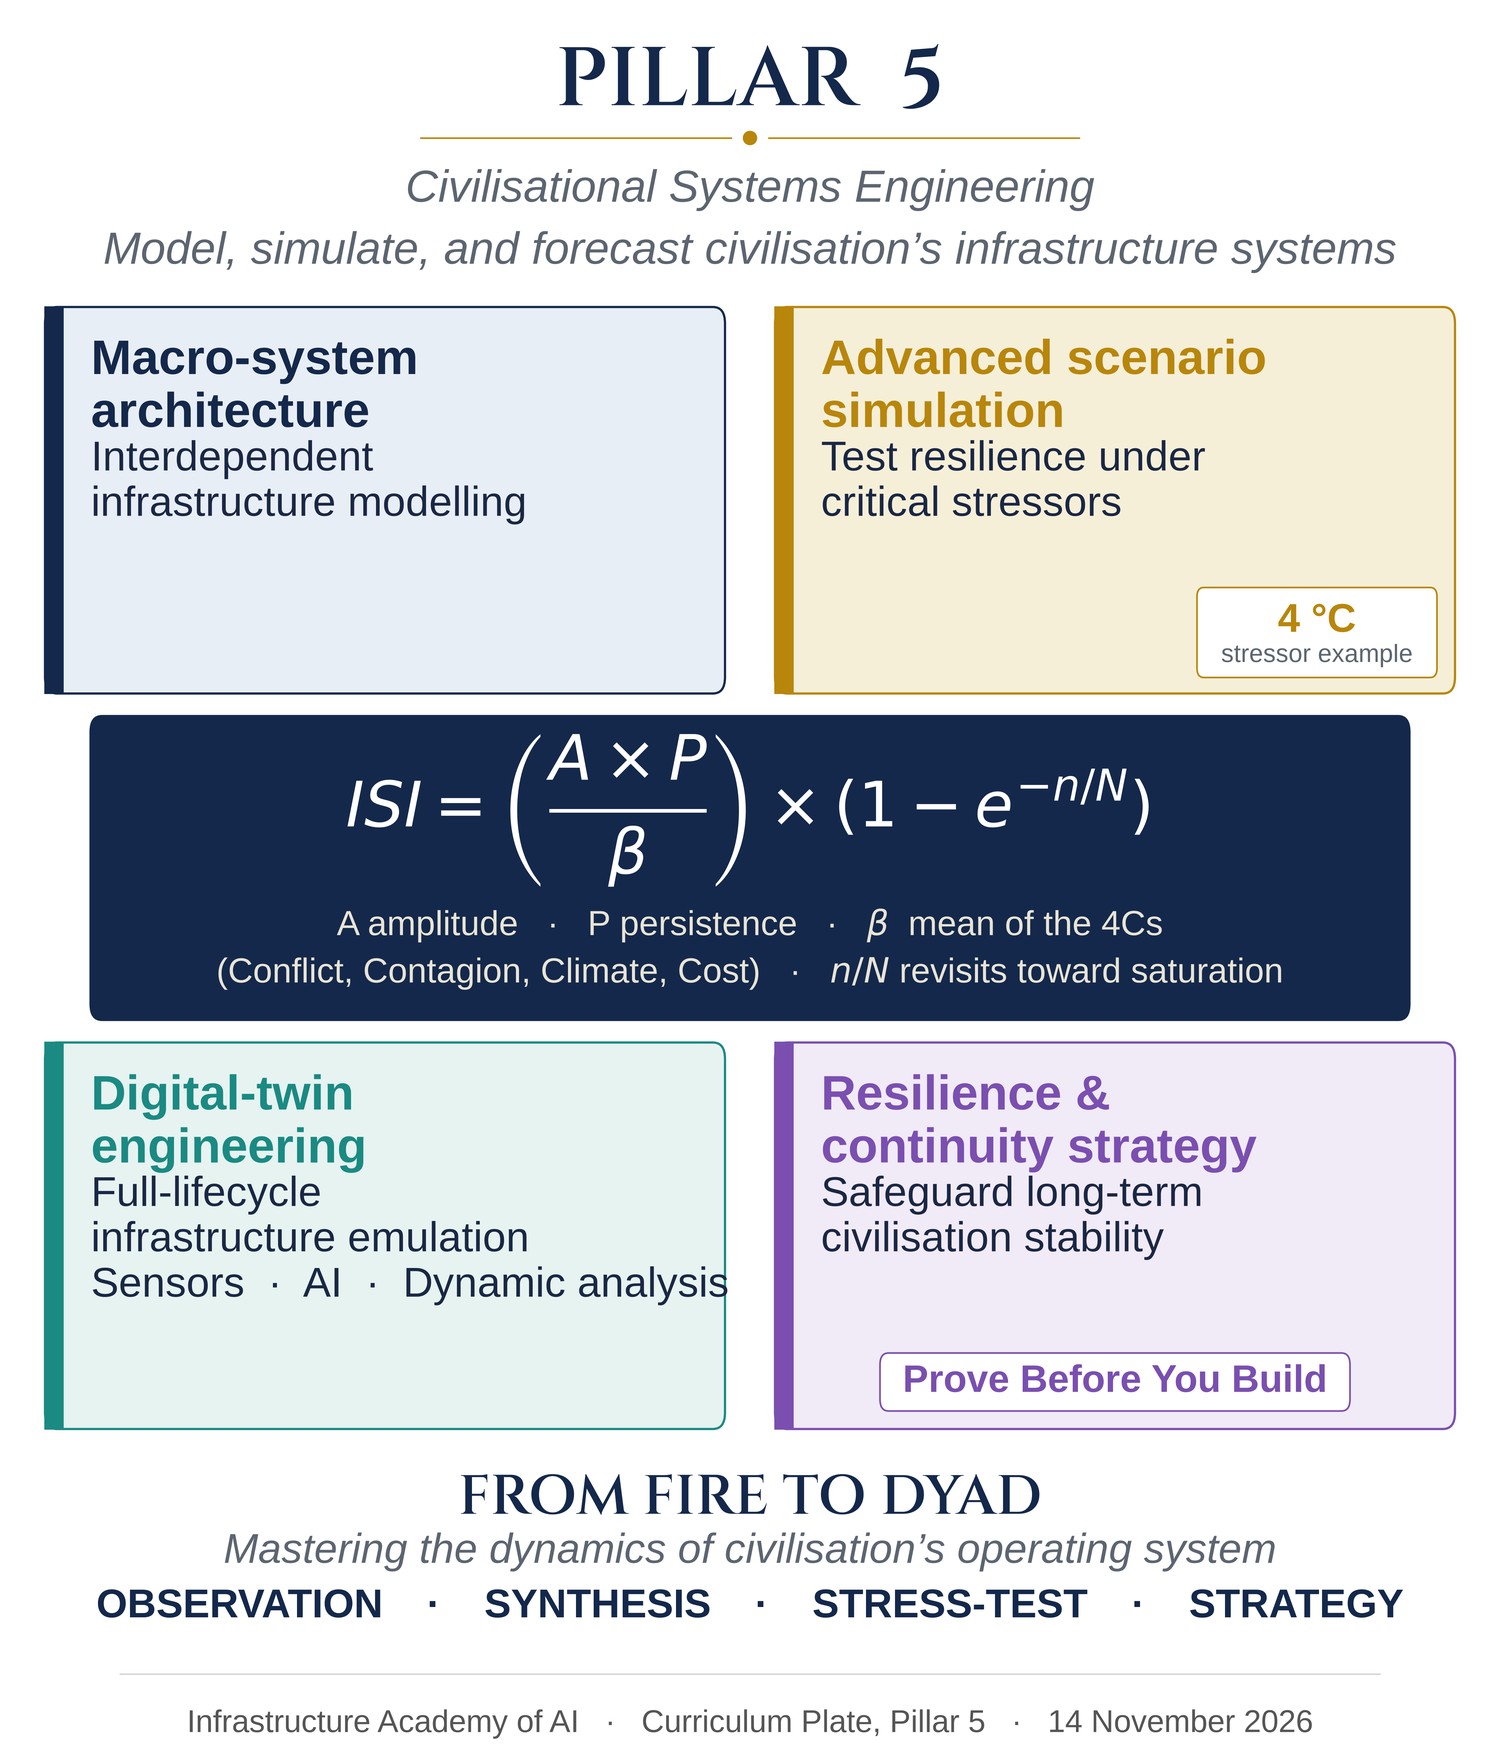 PILLAR 5
Civilisational Systems Engineering
Model, simulate, and forecast civilisation’s infrastructure systems
Macro-system
architecture
Interdependent
infrastructure modelling
Advanced scenario
simulation
Test resilience under
critical stressors
4 °C
stressor example
ISI = (A × P / β) × (1 − e^{−n/N})
A amplitude · P persistence · β mean of the 4Cs
(Conflict, Contagion, Climate, Cost) · n/N revisits toward saturation
Digital-twin
engineering
Full-lifecycle
infrastructure emulation
Sensors · AI · Dynamic analysis
Resilience &
continuity strategy
Safeguard long-term
civilisation stability
Prove Before You Build
FROM FIRE TO DYAD
Mastering the dynamics of civilisation’s operating system
OBSERVATION · SYNTHESIS · STRESS-TEST · STRATEGY
Infrastructure Academy of AI · Curriculum Plate, Pillar 5 · 14 November 2026